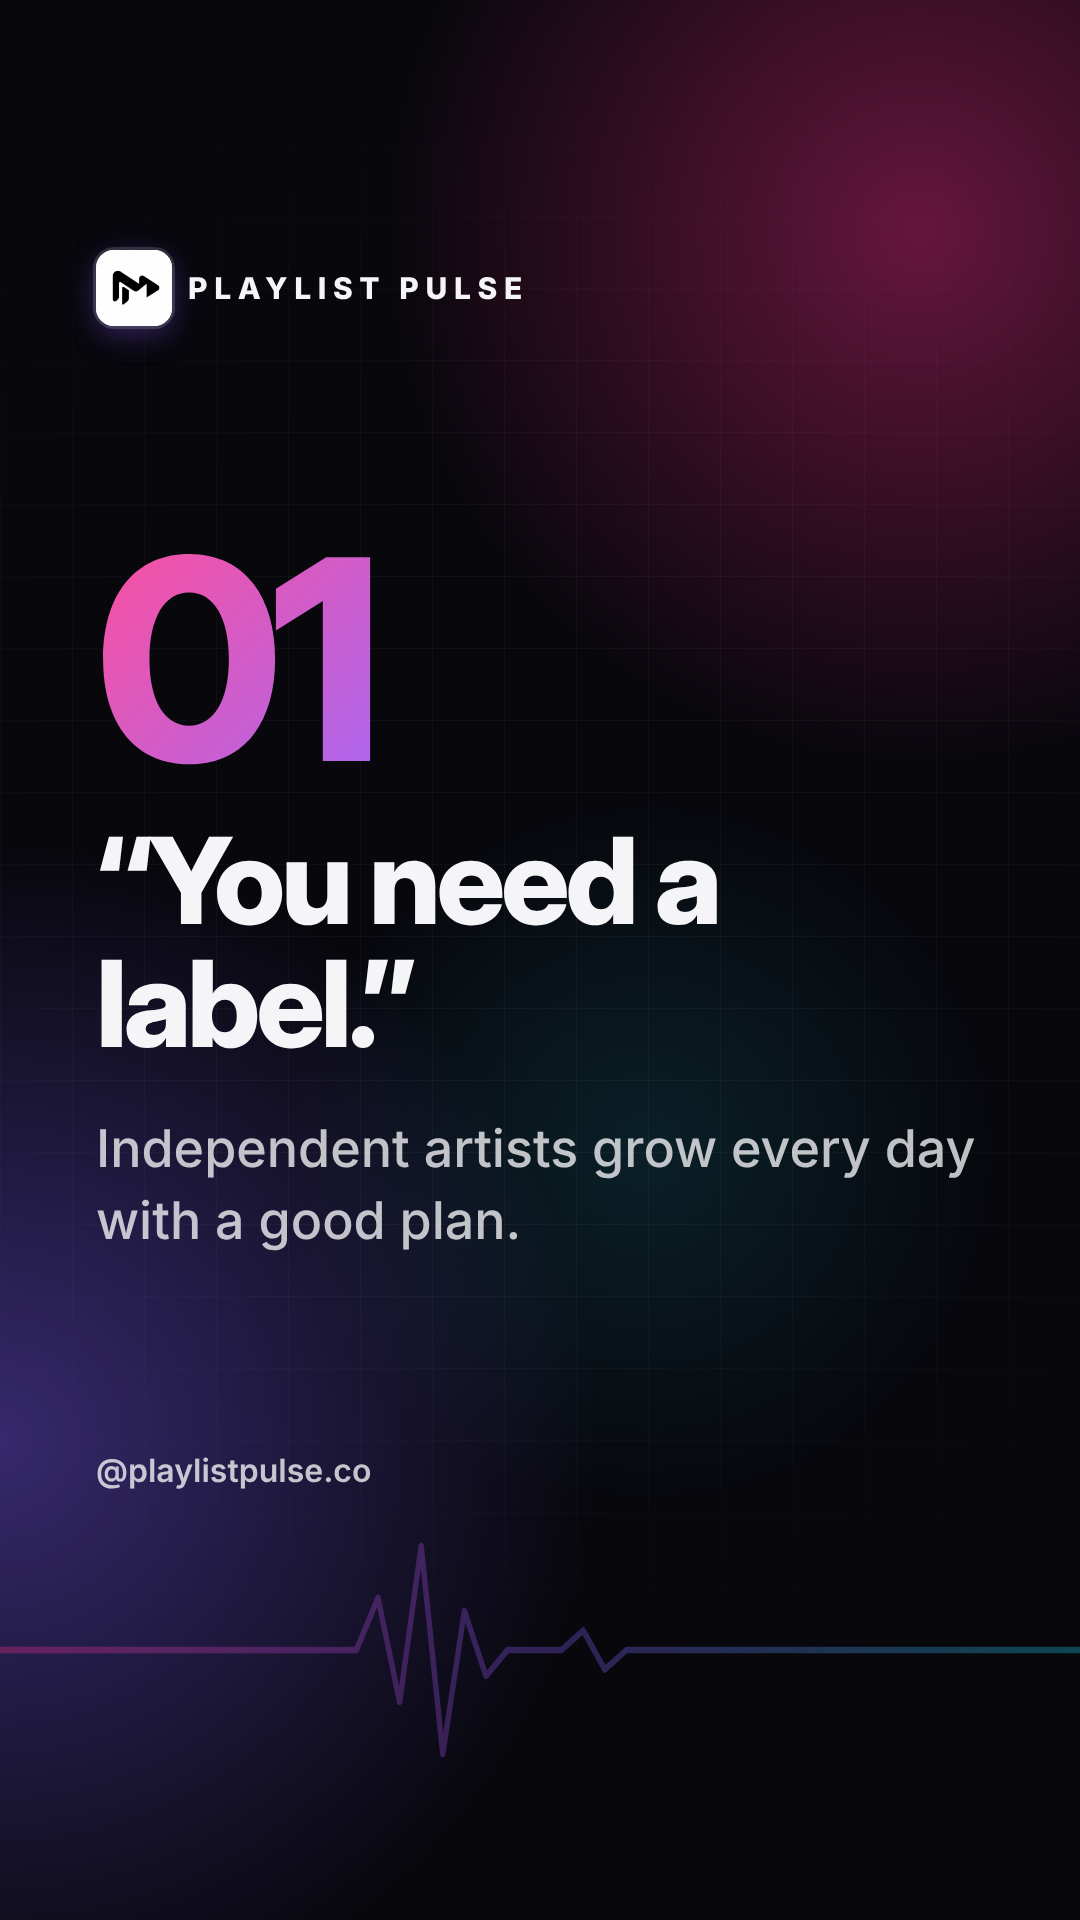 PLAYLIST PULSE
01
“You need a
label.”
Independent artists grow every day
with a good plan.
@playlistpulse.co